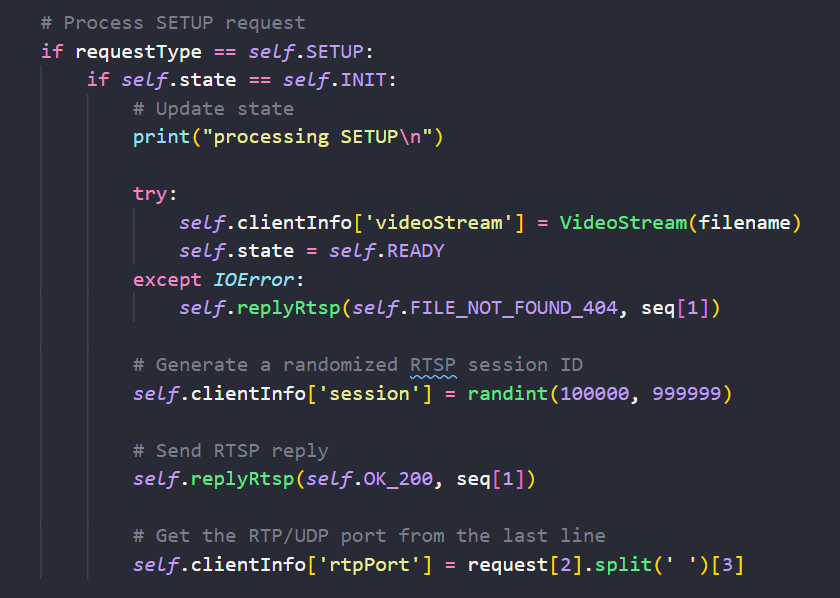 # Process SETUP request
if requestType == self.SETUP:
    if self.state == self.INIT:
        # Update state
        print("processing SETUP\n")

        try:
            self.clientInfo['videoStream'] = VideoStream(filename)
            self.state = self.READY
        except IOError:
            self.replyRtsp(self.FILE_NOT_FOUND_404, seq[1])

        # Generate a randomized RTSP session ID
        self.clientInfo['session'] = randint(100000, 999999)

        # Send RTSP reply
        self.replyRtsp(self.OK_200, seq[1])

        # Get the RTP/UDP port from the last line
        self.clientInfo['rtpPort'] = request[2].split(' ')[3]